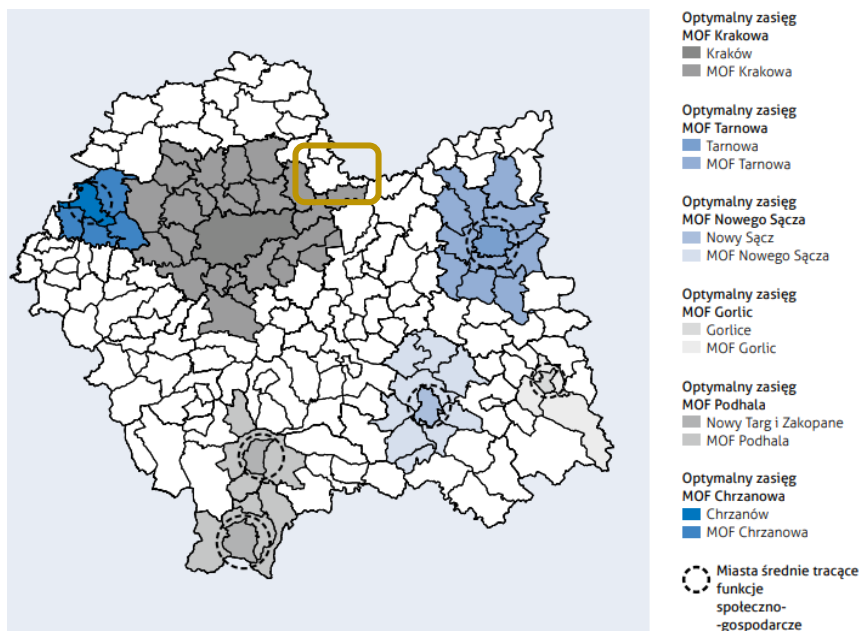 Optymalny zasięg
MOF Krakowa
Kraków
MOF Krakowa
Optymalny zasięg
MOF Tarnowa
Tarnowa
MOF Tarnowa
Optymalny zasięg
MOF Nowego Sącza
Nowy Sącz
MOF Nowego Sącza
Optymalny zasięg
MOF Gorlic
Gorlice
MOF Gorlic
Optymalny zasięg
MOF Podhala
Nowy Targ i Zakopane
MOF Podhala
Optymalny zasięg
MOF Chrzanowa
Chrzanów
MOF Chrzanowa
Miasta średnie tracące
funkcje
społeczno-
-gospodarcze